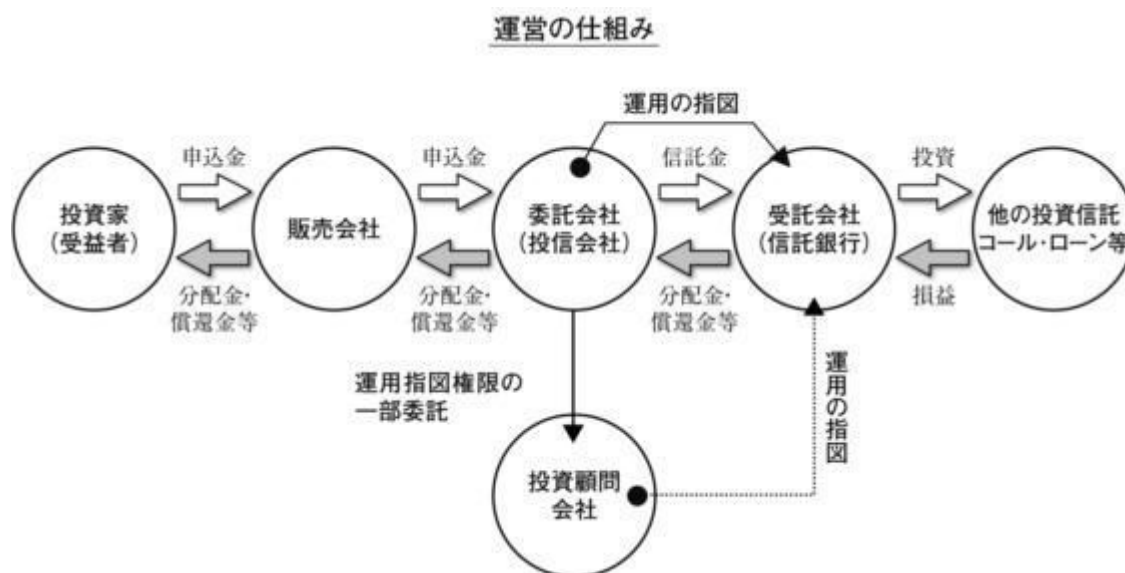 運営の仕組み
運用の指図
申込金
申込金
信託金
投資
投資家
(受益者)
販売会社
委託会社
(投信会社)
受託会社
(信託銀行)
他の投資信託
コール・ローン等
分配金・
償還金等
分配金・
償還金等
分配金・
償還金等
損益
運用指図権限の
一部委託
運用の指図
投資顧問
会社